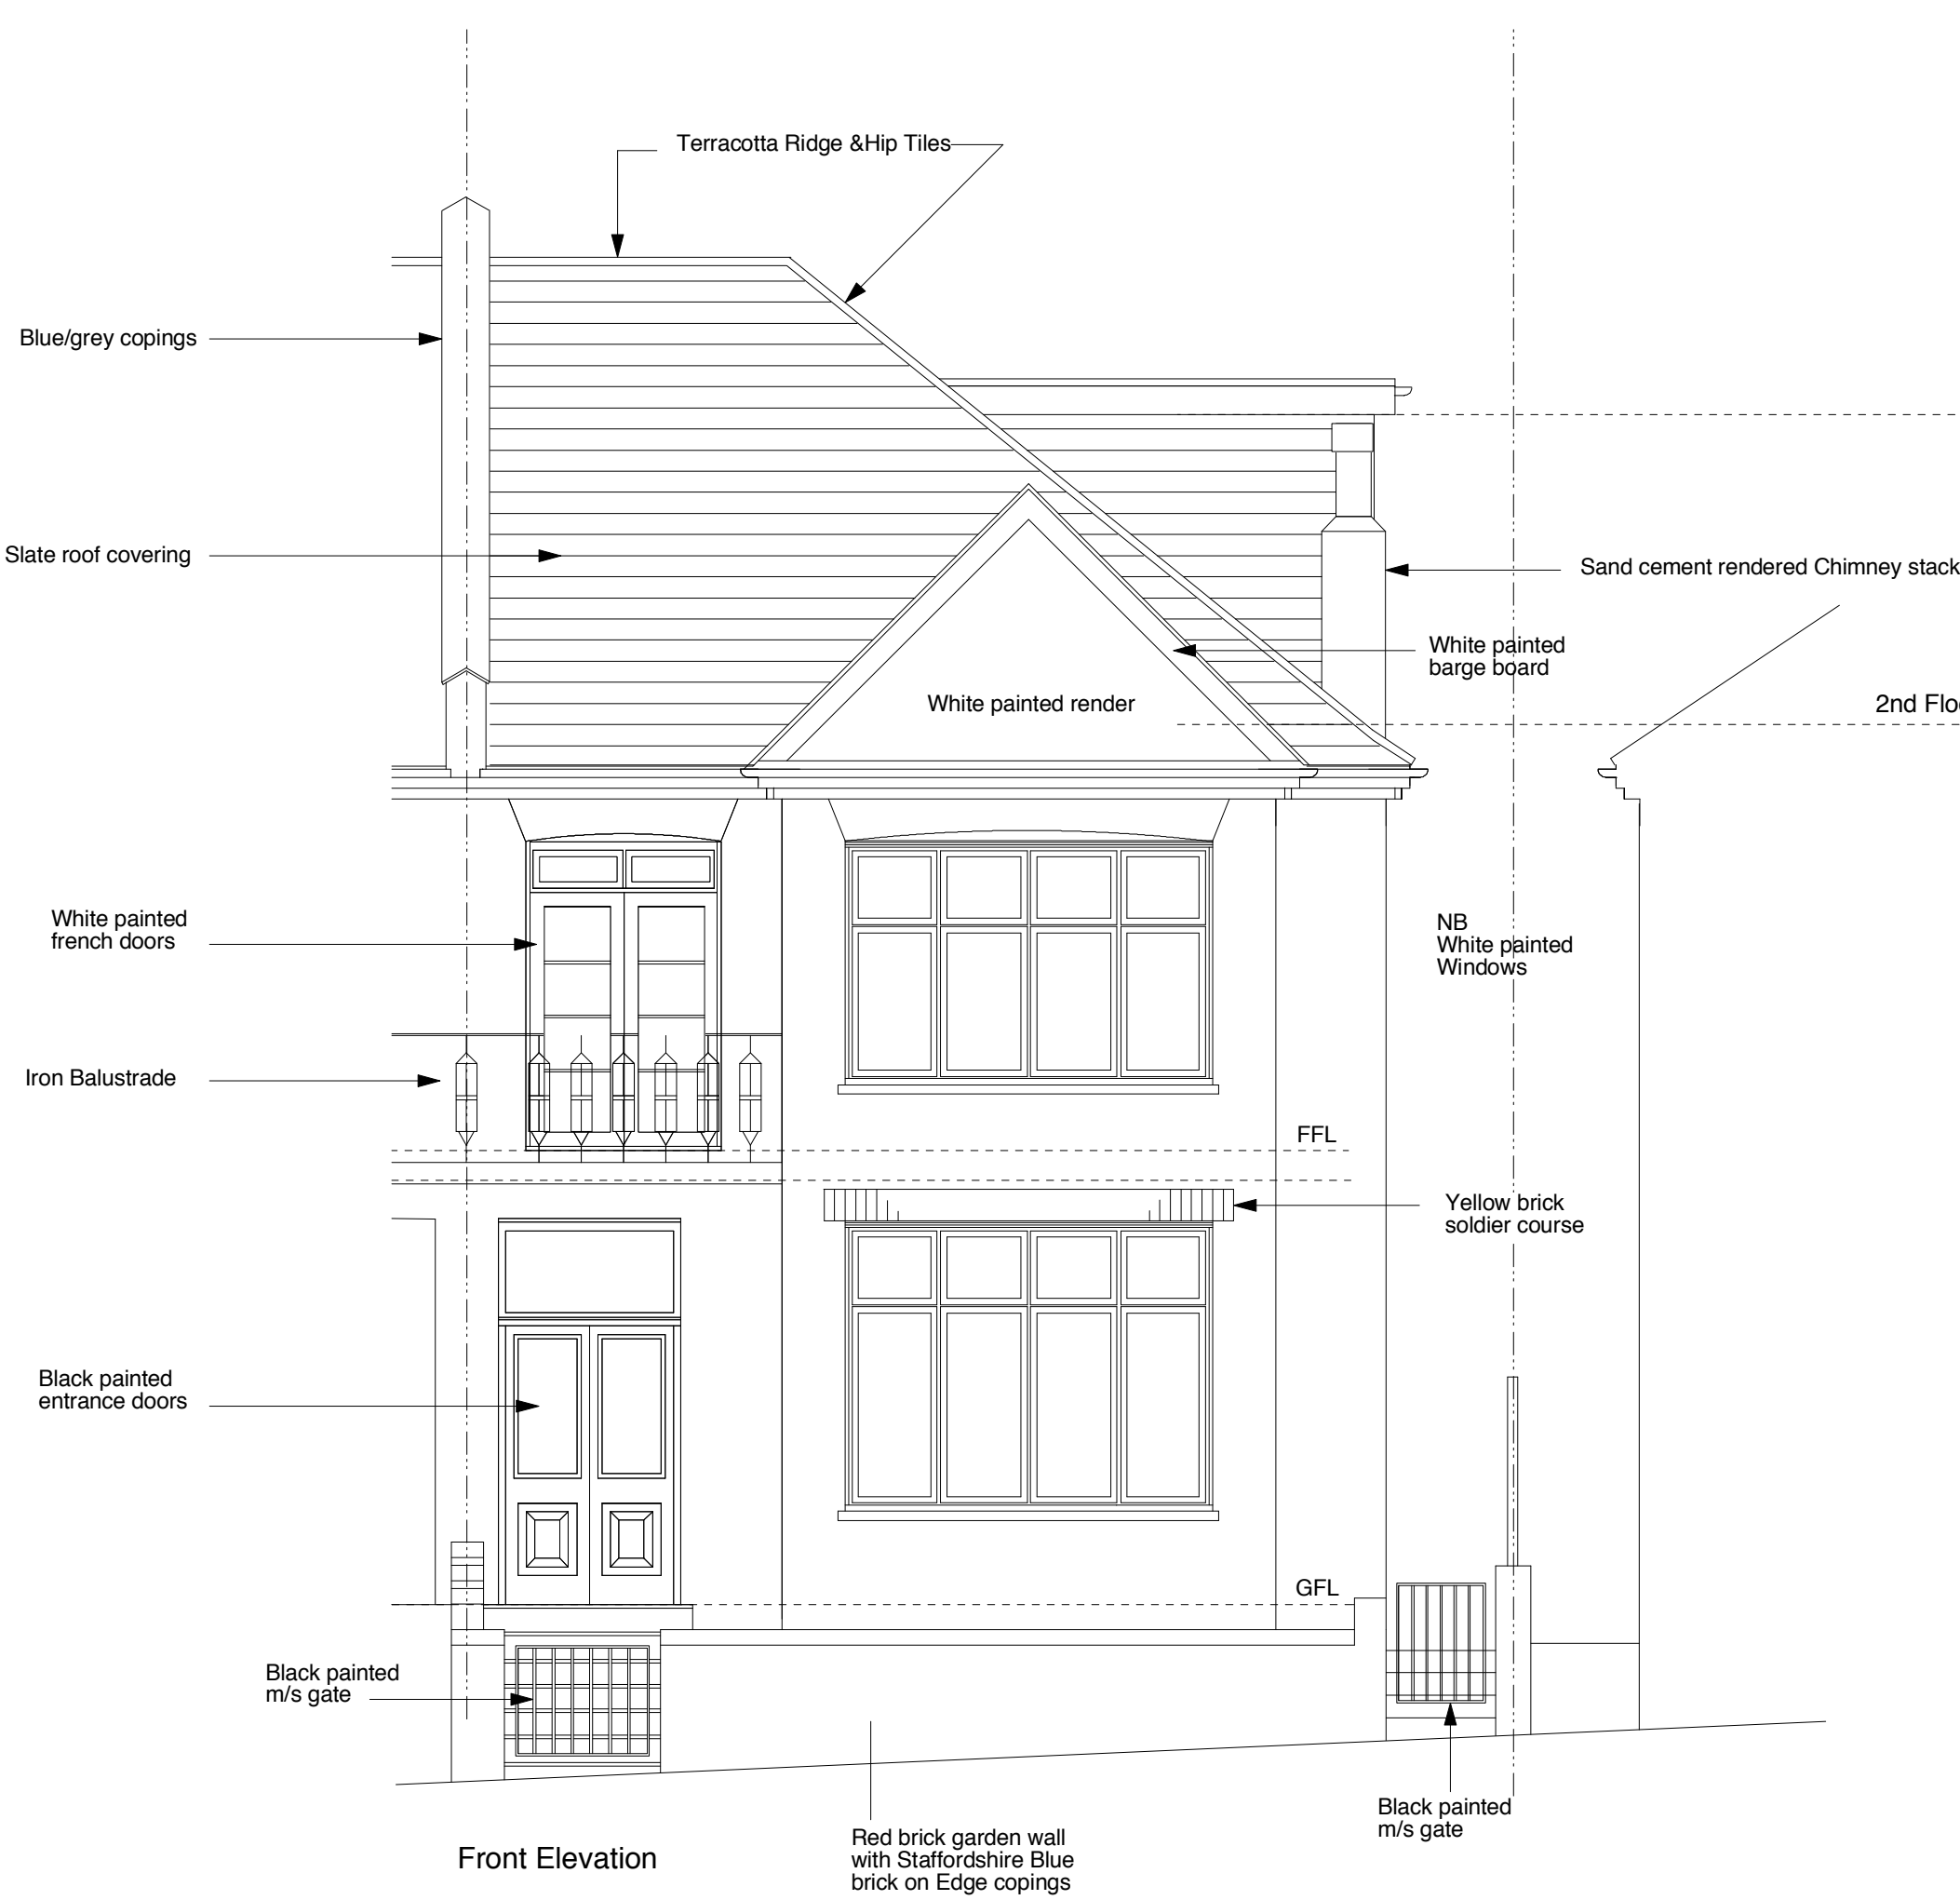 Terracotta Ridge &Hip Tiles
Blue/grey copings
Slate roof covering
Sand cement rendered Chimney stack
White painted
barge board
White painted render
2nd Flo
White painted
french doors
NB
White painted
Windows
Iron Balustrade
FFL
Yellow brick
soldier course
Black painted
entrance doors
GFL
Black painted
m/s gate
Black painted
m/s gate
Front Elevation
Red brick garden wall
with Staffordshire Blue
brick on Edge copings